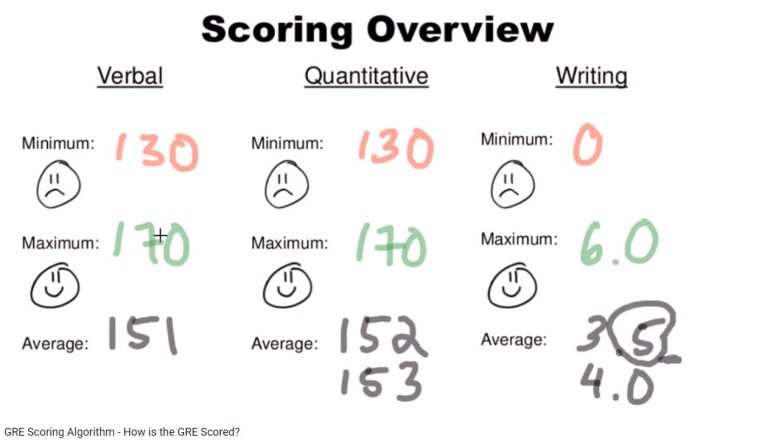 Scoring Overview
Verbal Quantitative Writing
Minimum: 130 Minimum: 130 Minimum: 0
Maximum: 170 Maximum: 170 Maximum: 6.0
Average: 151 Average: 152 Average: 3.5
153 4.0
GRE Scoring Algorithm - How is the GRE Scored?